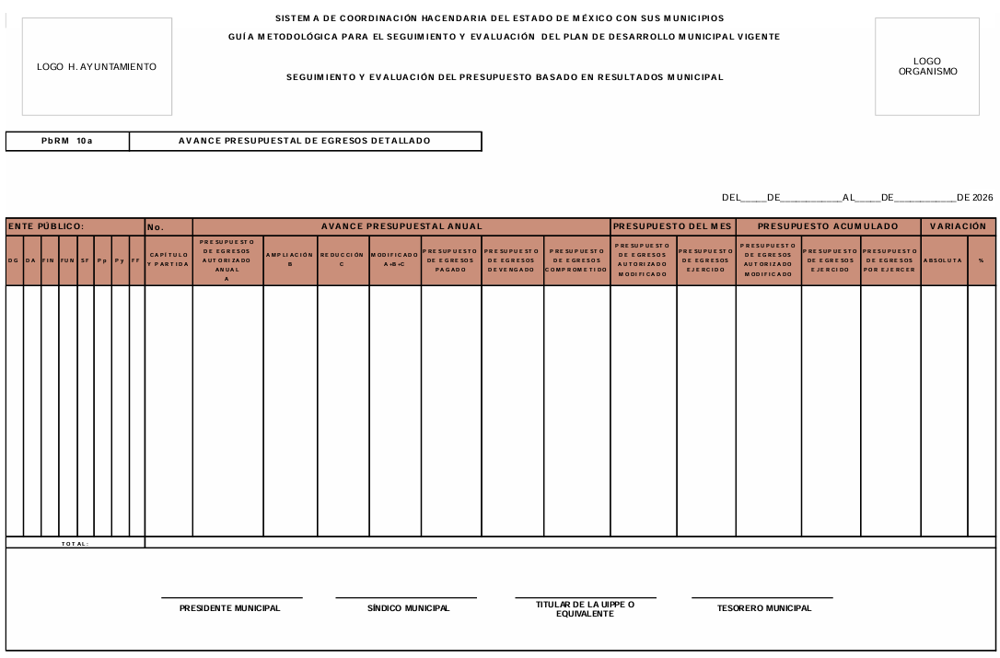 SISTEMA DE COORDINACIÓN HACENDARIA DEL ESTADO DE MÉXICO CON SUS MUNICIPIOS
GUÍA METODOLÓGICA PARA EL SEGUIMIENTO Y EVALUACIÓN DEL PLAN DE DESARROLLO MUNICIPAL VIGENTE
LOGO H. AYUNTAMIENTO
LOGO
ORGANISMO
SEGUIMIENTO Y EVALUACIÓN DEL PRESUPUESTO BASADO EN RESULTADOS MUNICIPAL
PbRM 10a
AVANCE PRESUPUESTAL DE EGRESOS DETALLADO
DEL_____DE____________AL_____DE____________DE 2026
ENTE PÚBLICO:
No.
AVANCE PRESUPUESTAL ANUAL
PRESUPUESTO DEL MES
PRESUPUESTO ACUMULADO
VARIACIÓN
DG
DA
FIN
FUN
SF
Pp
Py
FF
CAPÍTULO
Y PARTIDA
PRESUPUESTO
DE EGRESOS
AUTORIZADO
ANUAL
A
AMPLIACIÓN
B
REDUCCIÓN
C
MODIFICADO
A+B+C
PRESUPUESTO
DE EGRESOS
PAGADO
PRESUPUESTO
DE EGRESOS
DEVENGADO
PRESUPUESTO
DE EGRESOS
COMPROMETIDO
PRESUPUESTO
DE EGRESOS
AUTORIZADO
MODIFICADO
PRESUPUESTO
DE EGRESOS
EJERCIDO
PRESUPUESTO
DE EGRESOS
AUTORIZADO
MODIFICADO
PRESUPUESTO
DE EGRESOS
EJERCIDO
PRESUPUESTO
DE EGRESOS
POR EJERCER
ABSOLUTA
%
TOTAL:
PRESIDENTE MUNICIPAL
SÍNDICO MUNICIPAL
TITULAR DE LA UIPPE O
EQUIVALENTE
TESORERO MUNICIPAL